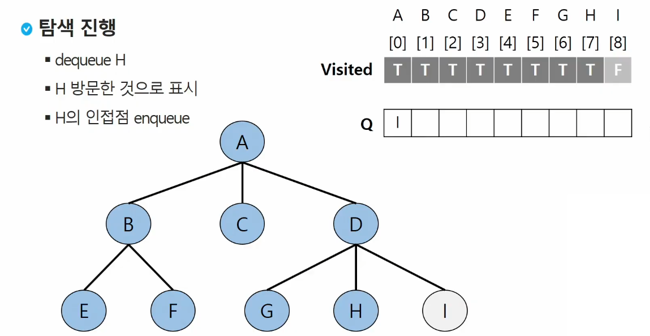 탐색 진행
▪ dequeue H
▪ H 방문한 것으로 표시
▪ H의 인접점 enqueue
A B C D E F G H I
[0] [1] [2] [3] [4] [5] [6] [7] [8]
Visited T T T T T T T T F
Q I
A
B C D
E F G H I